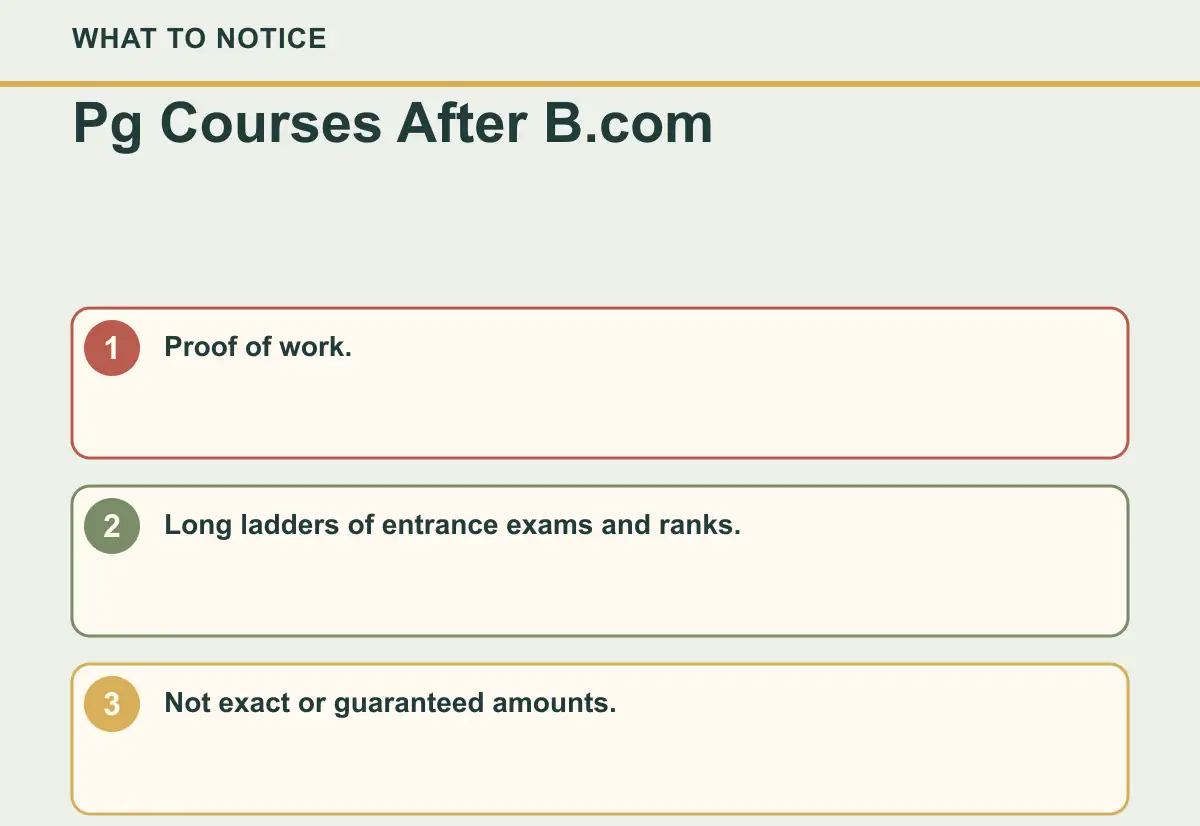 WHAT TO NOTICE
Pg Courses After B.com
1 Proof of work.
2 Long ladders of entrance exams and ranks.
3 Not exact or guaranteed amounts.